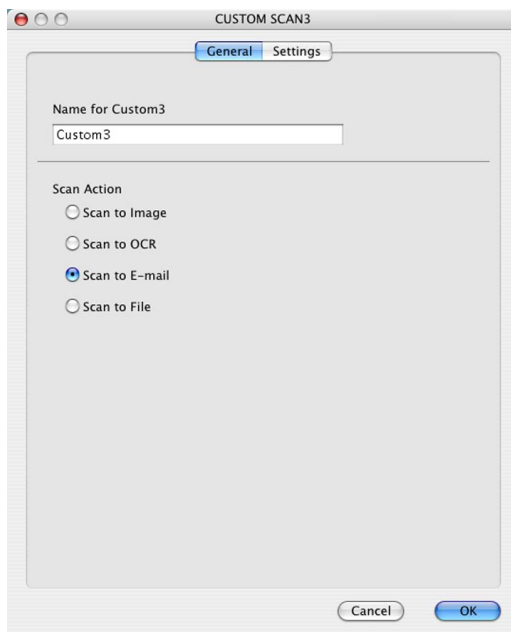 CUSTOM SCAN3
General Settings
Name for Custom3
Custom3
Scan Action
Scan to Image
Scan to OCR
Scan to E-mail
Scan to File
Cancel OK